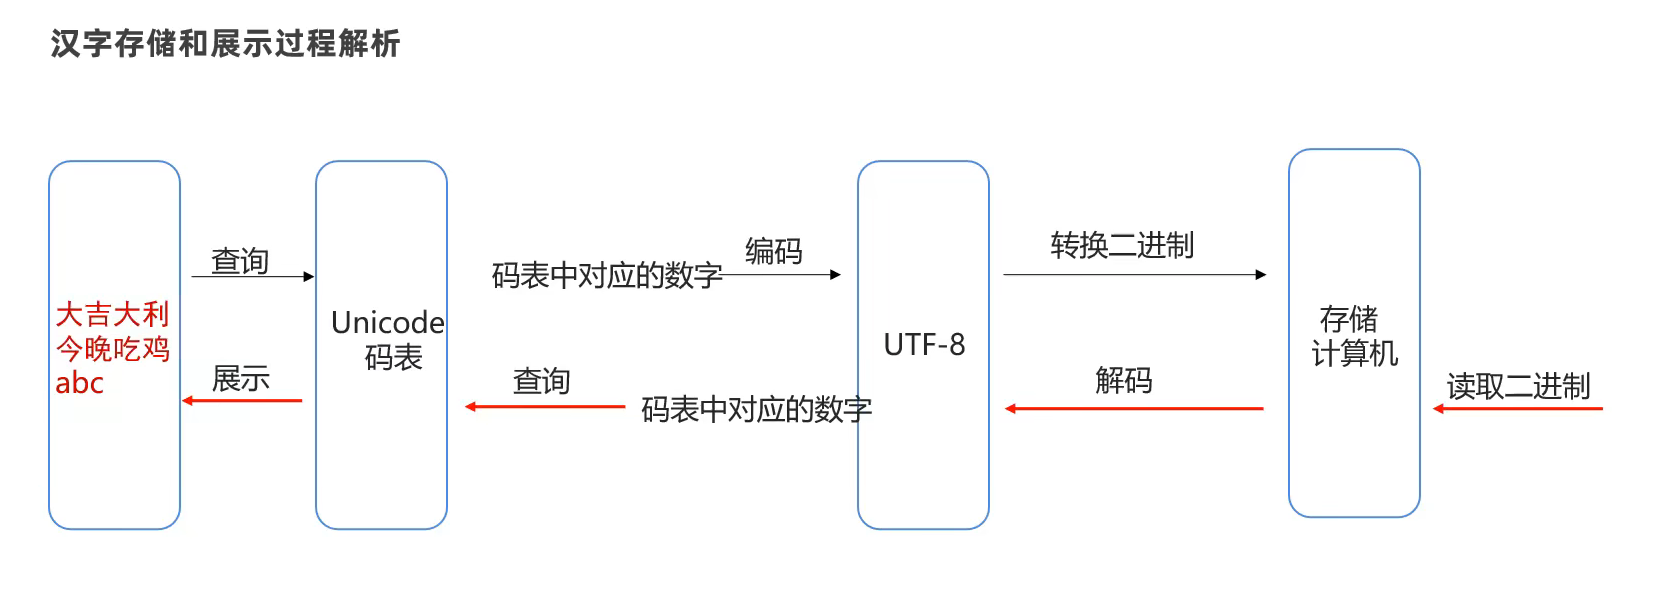 汉字存储和展示过程解析
大吉大利
今晚吃鸡
abc
查询
展示
Unicode
码表
码表中对应的数字
编码
查询
码表中对应的数字
UTF-8
转换二进制
解码
存储
计算机
读取二进制